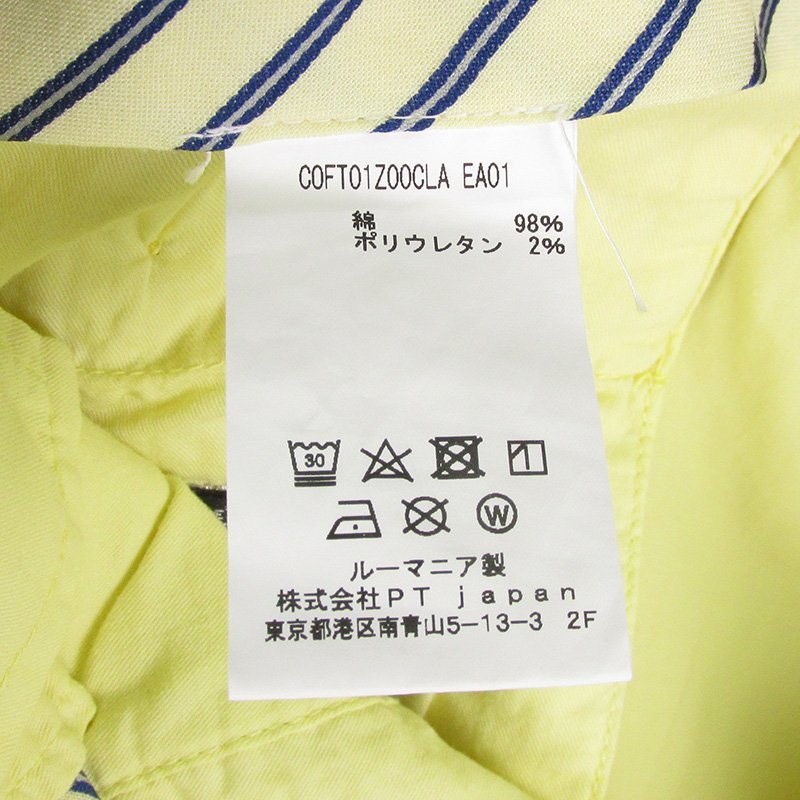 COFT01Z00CLA EA01
綿 98%
ポリウレタン 2%
30
W
ルーマニア製
株式会社PT japan
東京都港区南青山5-13-3 2F